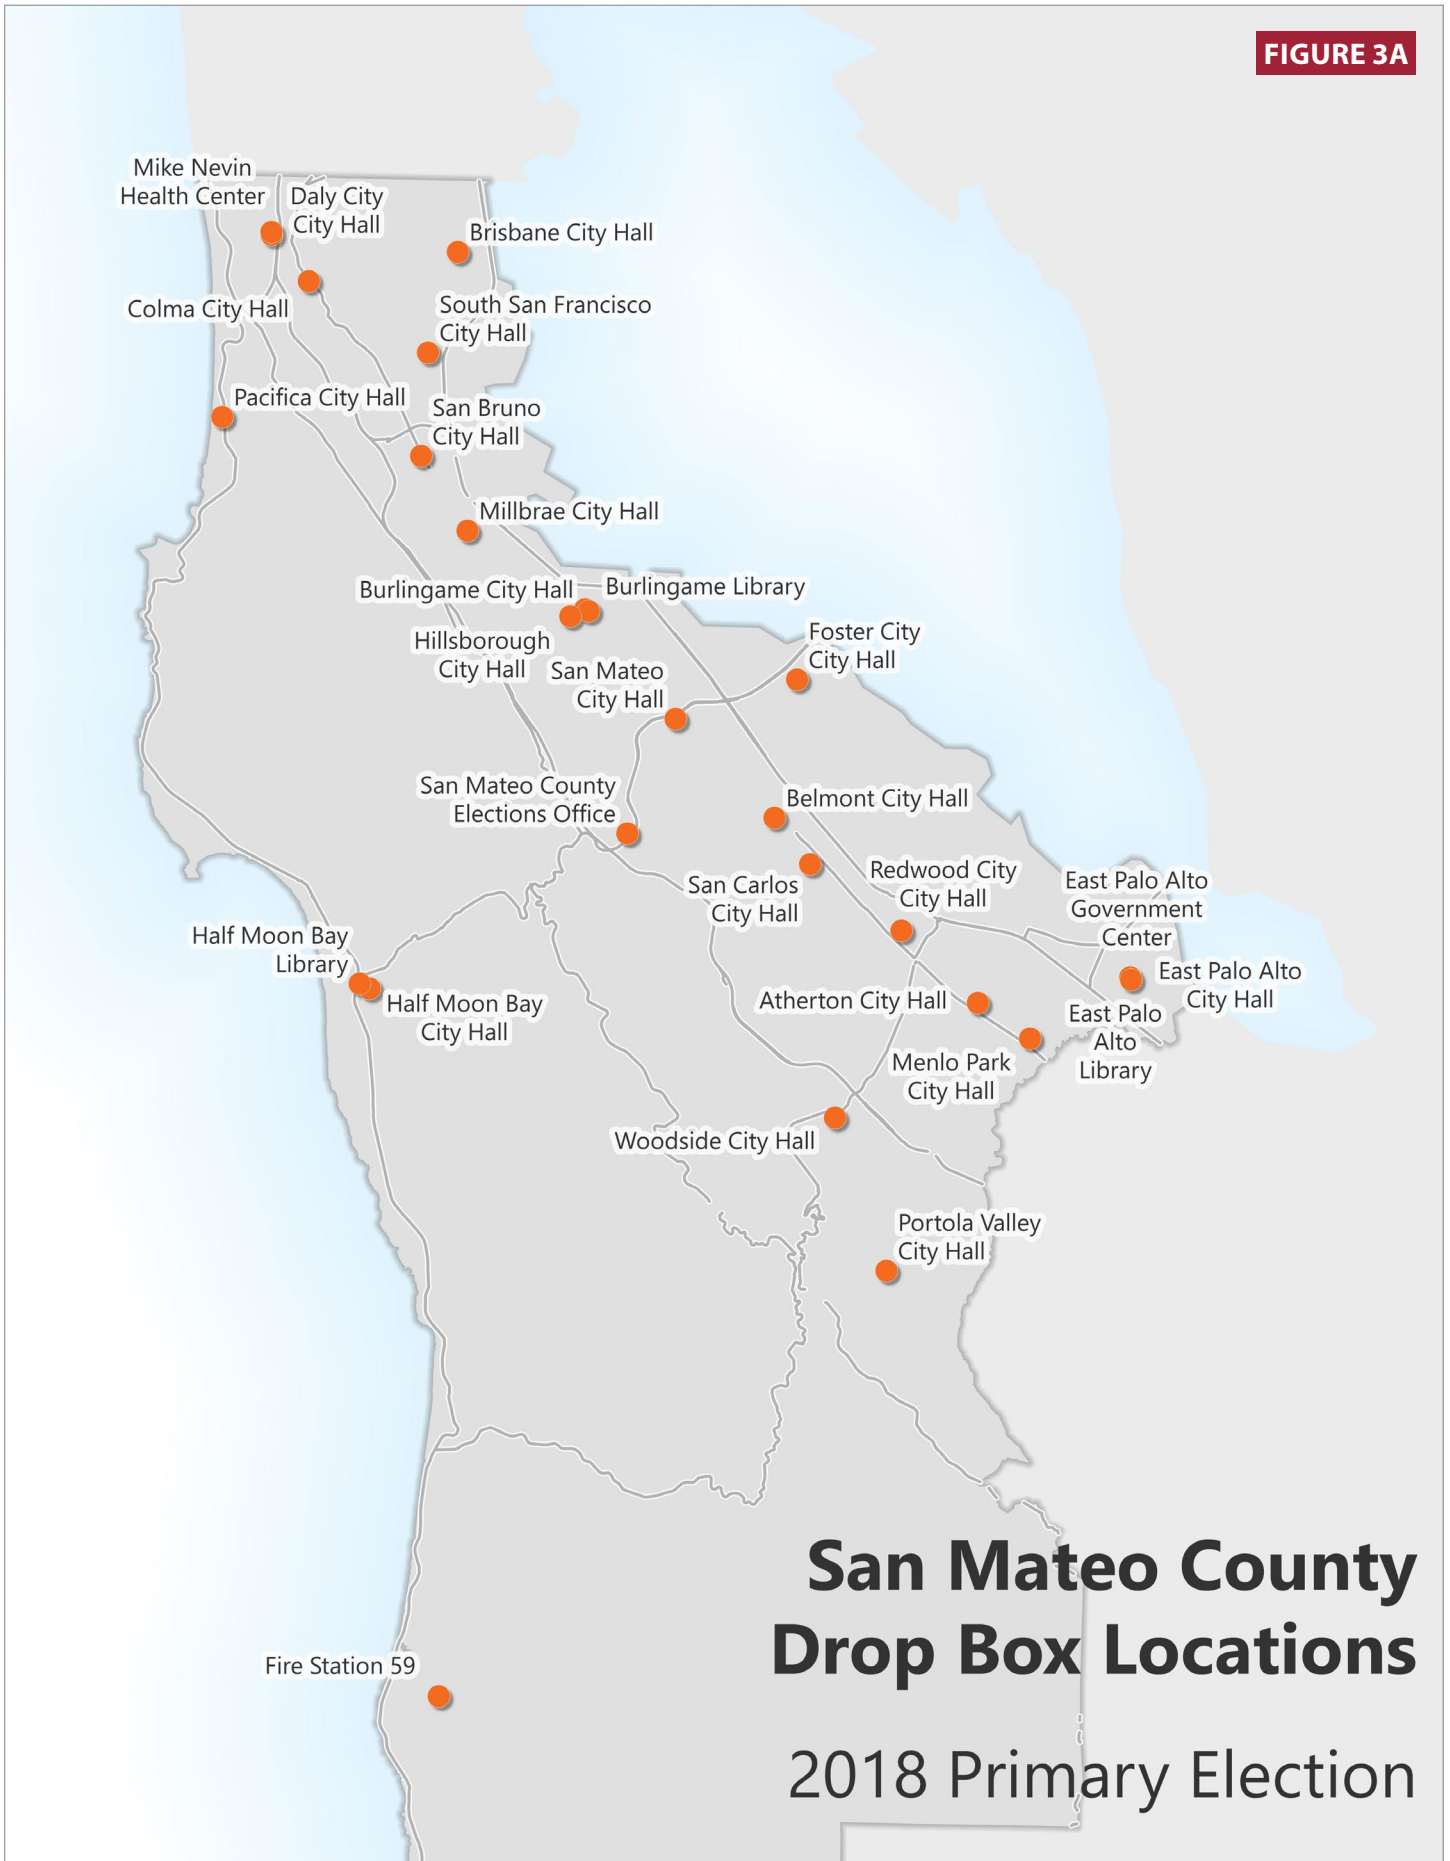 FIGURE 3A
Mike Nevin
Health Center
Daly City
City Hall
Brisbane City Hall
Colma City Hall
South San Francisco
City Hall
Pacifica City Hall
San Bruno
City Hall
Millbrae City Hall
Burlingame City Hall
Burlingame Library
Hillsborough
City Hall
San Mateo
City Hall
Foster City
City Hall
San Mateo County
Elections Office
Belmont City Hall
San Carlos
City Hall
Redwood City
City Hall
East Palo Alto
Government
Center
Half Moon Bay
Library
Half Moon Bay
City Hall
Atherton City Hall
East Palo Alto
City Hall
East Palo
Alto
Library
Menlo Park
City Hall
Woodside City Hall
Portola Valley
City Hall
Fire Station 59
San Mateo County
Drop Box Locations
2018 Primary Election